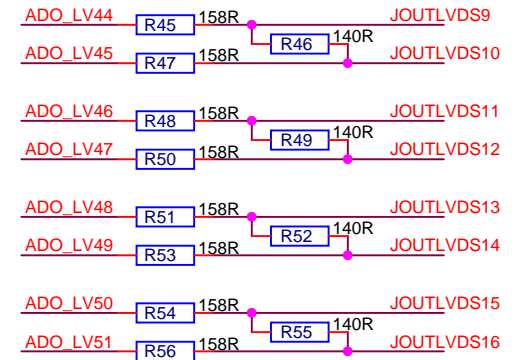 ADO_LV44 R45 158R JOUTLVDS9
R46 140R
ADO_LV45 R47 158R JOUTLVDS10
ADO_LV46 R48 158R JOUTLVDS11
R49 140R
ADO_LV47 R50 158R JOUTLVDS12
ADO_LV48 R51 158R JOUTLVDS13
R52 140R
ADO_LV49 R53 158R JOUTLVDS14
ADO_LV50 R54 158R JOUTLVDS15
R55 140R
ADO_LV51 R56 158R JOUTLVDS16